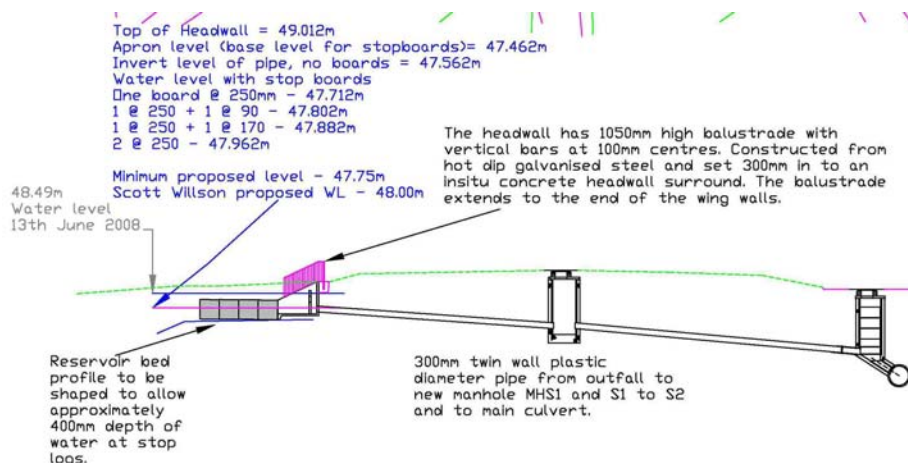 Top of Headwall = 49.012m
Apron level (base level for stopboards)= 47.462m
Invert level of pipe, no boards = 47.562m
Water level with stop boards
One board @ 250mm - 47.712m
1 @ 250 + 1 @ 90 - 47.802m
1 @ 250 + 1 @ 170 - 47.882m
2 @ 250 - 47.962m
Minimum proposed level - 47.75m
Scott Willson proposed WL - 48.00m
48.49m
Water level
13th June 2008
The headwall has 1050mm high balustrade with
vertical bars at 100mm centres. Constructed from
hot dip galvanised steel and set 300mm in to an
insitu concrete headwall surround. The balustrade
extends to the end of the wing walls.
Reservoir bed
profile to be
shaped to allow
approximately
400mm depth of
water at stop
logs.
300mm twin wall plastic
diameter pipe from outfall to
new manhole MHS1 and S1 to S2
and to main culvert.